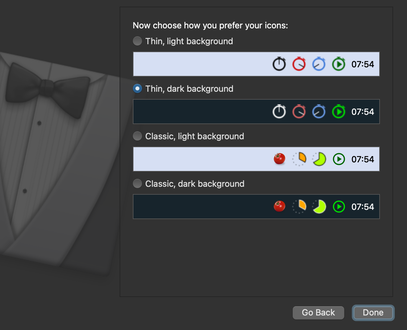 Now choose how you prefer your icons:
Thin, light background
07:54
Thin, dark background
07:54
Classic, light background
07:54
Classic, dark background
07:54
Go Back
Done